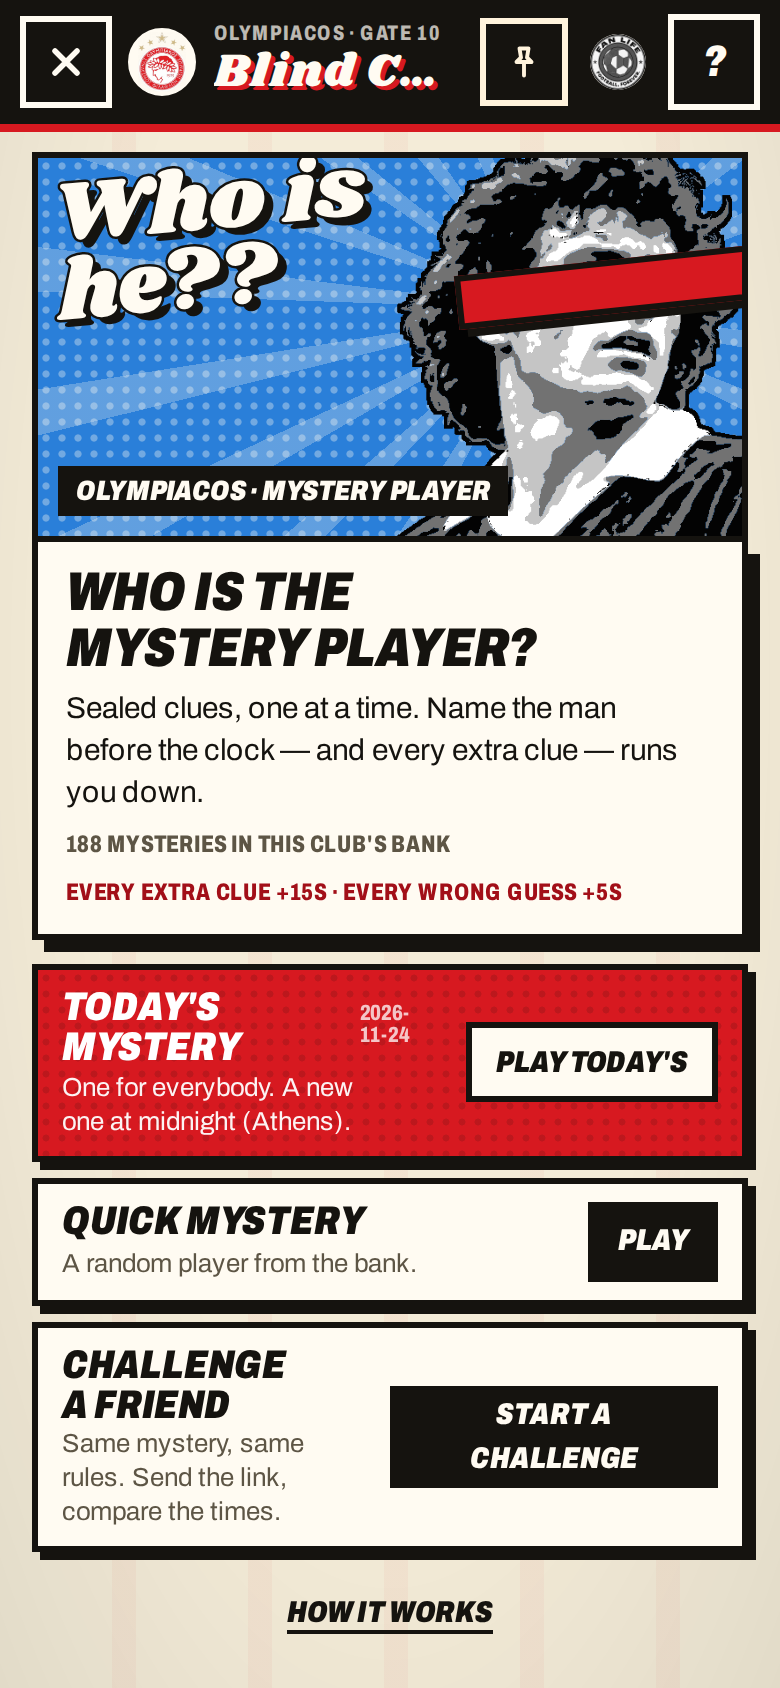 OLYMPIACOS · GATE 10
Blind C...
FAN LIFE
FOOTBALL FOREVER
?
Who is
he??
OLYMPIACOS · MYSTERY PLAYER
WHO IS THE
MYSTERY PLAYER?
Sealed clues, one at a time. Name the man
before the clock — and every extra clue — runs
you down.
188 MYSTERIES IN THIS CLUB'S BANK
EVERY EXTRA CLUE +15S · EVERY WRONG GUESS +5S
TODAY'S
MYSTERY
2026-
11-24
One for everybody. A new
one at midnight (Athens).
PLAY TODAY'S
QUICK MYSTERY
A random player from the bank.
PLAY
CHALLENGE
A FRIEND
Same mystery, same
rules. Send the link,
compare the times.
START A
CHALLENGE
HOW IT WORKS